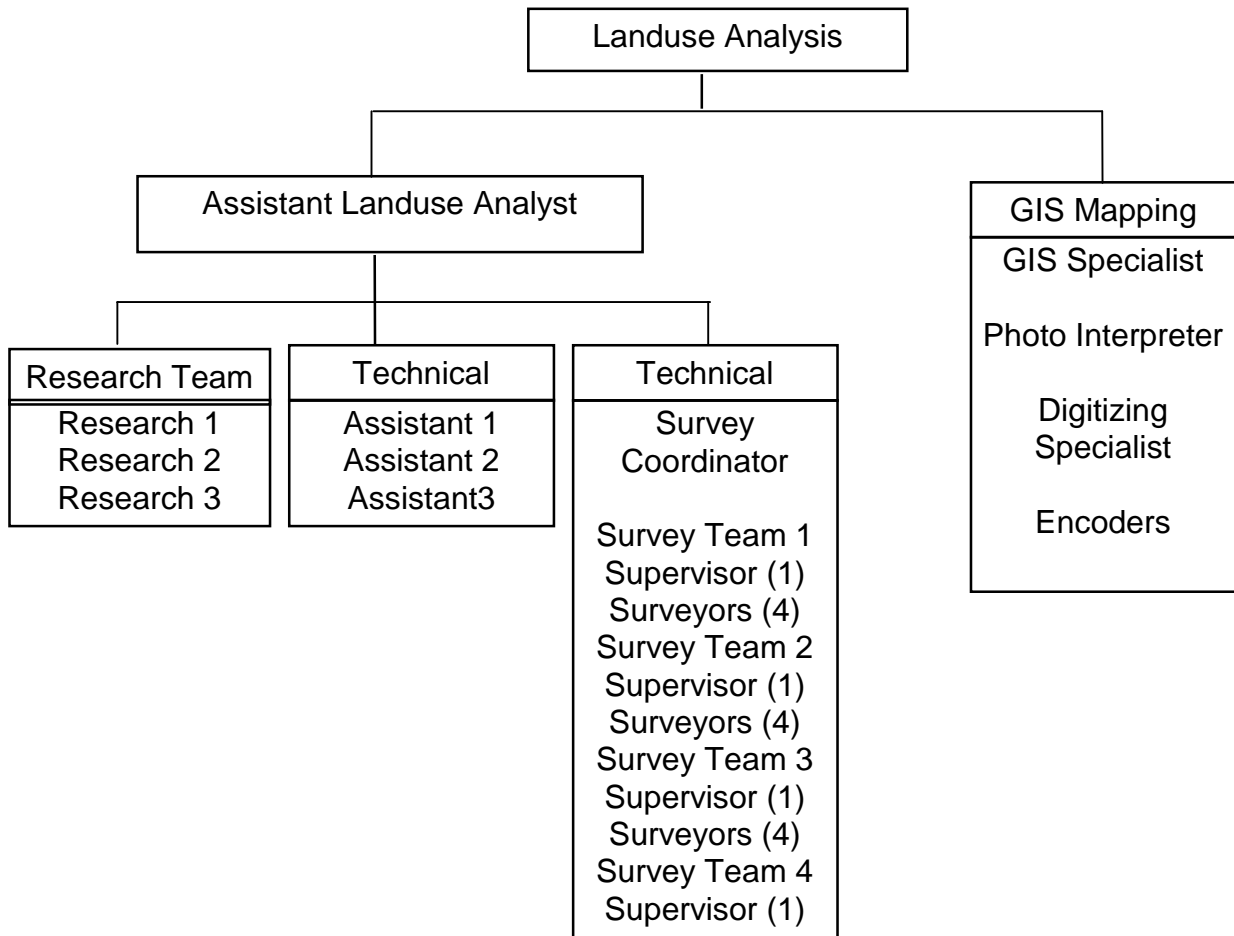 Landuse Analysis
Assistant Landuse Analyst
GIS Mapping
GIS Specialist
Photo Interpreter
Digitizing
Specialist
Encoders
Research Team
Research 1
Research 2
Research 3
Technical
Assistant 1
Assistant 2
Assistant3
Technical
Survey
Coordinator
Survey Team 1
Supervisor (1)
Surveyors (4)
Survey Team 2
Supervisor (1)
Surveyors (4)
Survey Team 3
Supervisor (1)
Surveyors (4)
Survey Team 4
Supervisor (1)